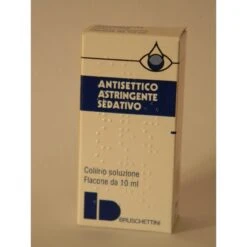 ANTISETTICO
ASTRINGENTE
SEDATIVO
Collirio soluzione
Flacone da 10 ml
BRUSCHETTINI